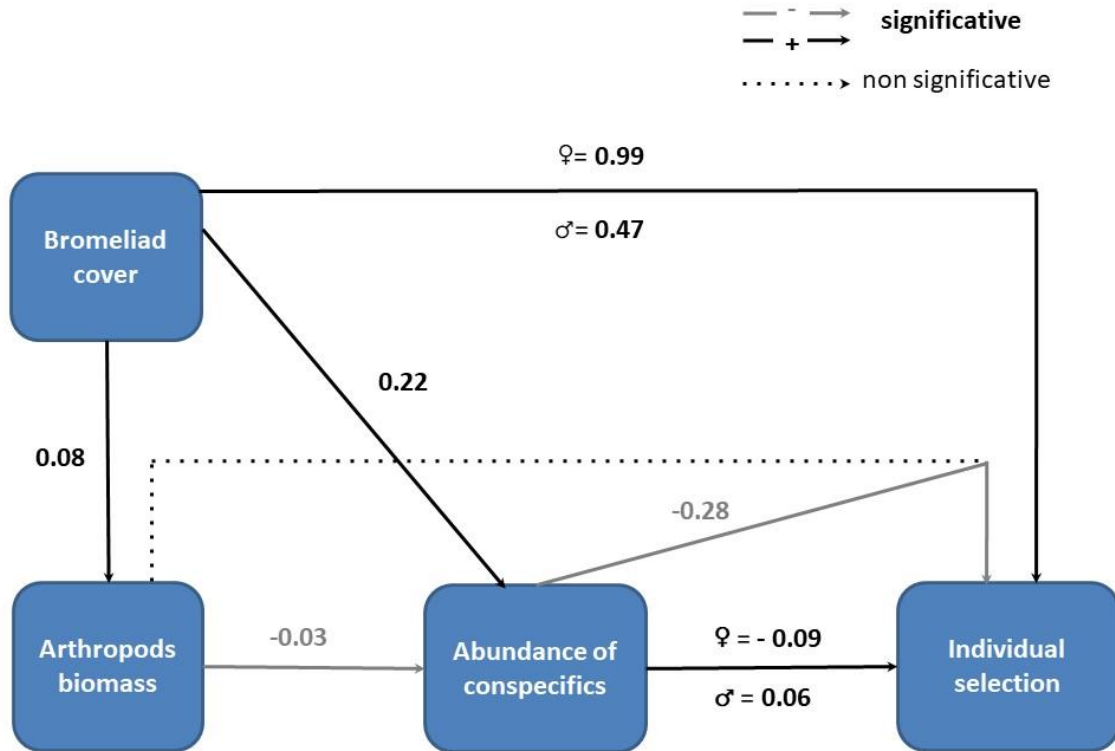 - significative
+
non significative
♀= 0.99
Bromeliad
cover
♂= 0.47
0.22
0.08
-0.28
Arthropods
biomass
-0.03
Abundance of
conspecifics
♀ = - 0.09
♂ = 0.06
Individual
selection